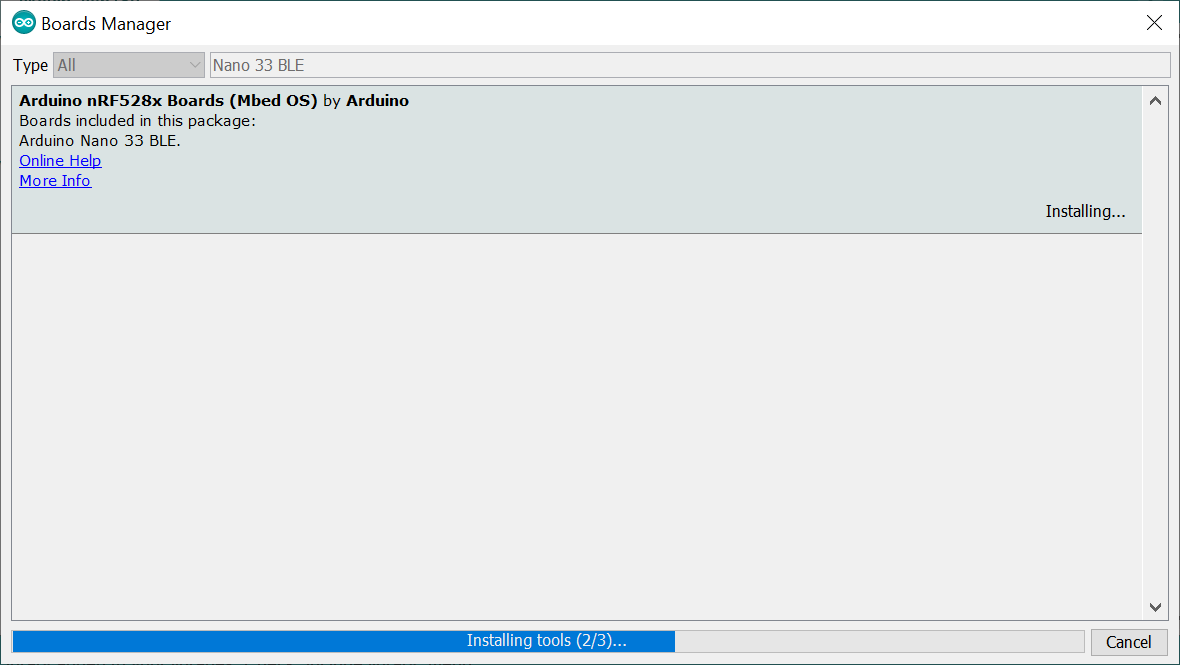 Boards Manager
Type All Nano 33 BLE
Arduino nRF528x Boards (Mbed OS) by Arduino
Boards included in this package:
Arduino Nano 33 BLE.
Online Help
More Info
Installing...
Installing tools (2/3)...
Cancel